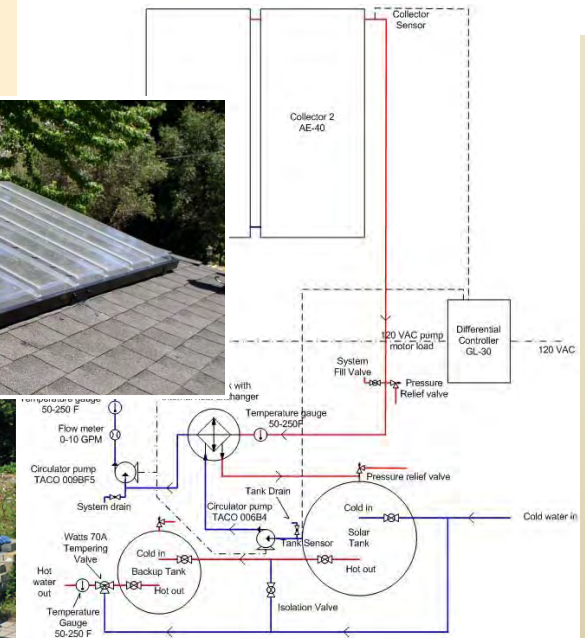 Collector
Sensor
Collector 2
AE-40
120 VAC pump
motor load
Differential
Controller
GL-30
120 VAC
System
Fill Valve
Pressure
Relief valve
Temperature gauge
50-250 F
with
Temperature gauge
50-250F
Flow meter
0-10 GPM
Circulator pump
TACO 009BF5
System drain
Pressure relief valve
Tank Drain
Circulator pump
TACO 006B4
Tank Sensor
Cold in
Solar
Tank
Hot out
Cold water in
Watts 70A
Tempering
Valve
Cold in
Backup Tank
Hot out
Hot
water
out
Isolation Valve
Temperature
Gauge
50-250 F